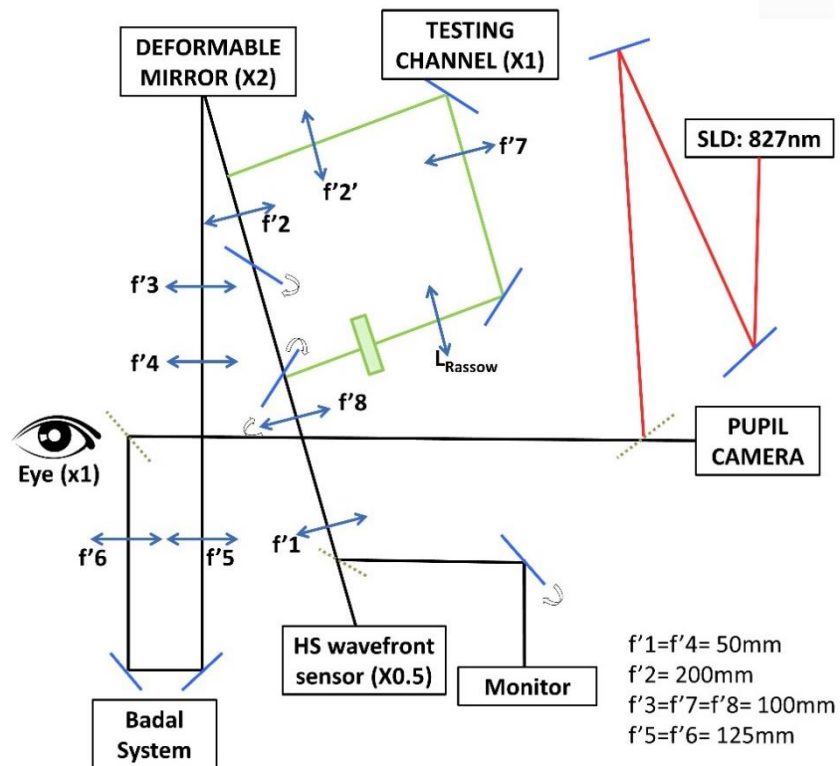 DEFORMABLE
MIRROR (X2)
TESTING
CHANNEL (X1)
SLD: 827nm
f'7
f'2'
f'2
f'3
f'4
L_Rassow
f'8
Eye (x1)
PUPIL
CAMERA
f'6
f'5
f'1
HS wavefront
sensor (X0.5)
Monitor
Badal
System
f'1=f'4= 50mm
f'2= 200mm
f'3=f'7=f'8= 100mm
f'5=f'6= 125mm